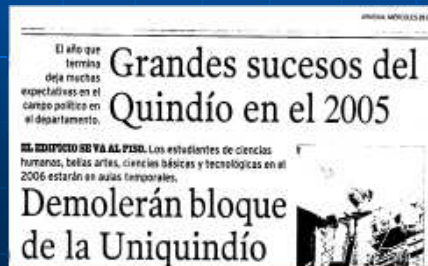 ARMENIA, MIÉRCOLES
El año que
termina
deja muchas
expectativas en el
campo político en
el departamento.
Grandes sucesos del
Quindío en el 2005
EL EDIFICIO SE VA AL PISO. Los estudiantes de ciencias
humanas, bellas artes, ciencias básicas y tecnológicas en el
2006 estarán en aulas temporales.
Demolerán bloque
de la Uniquindío